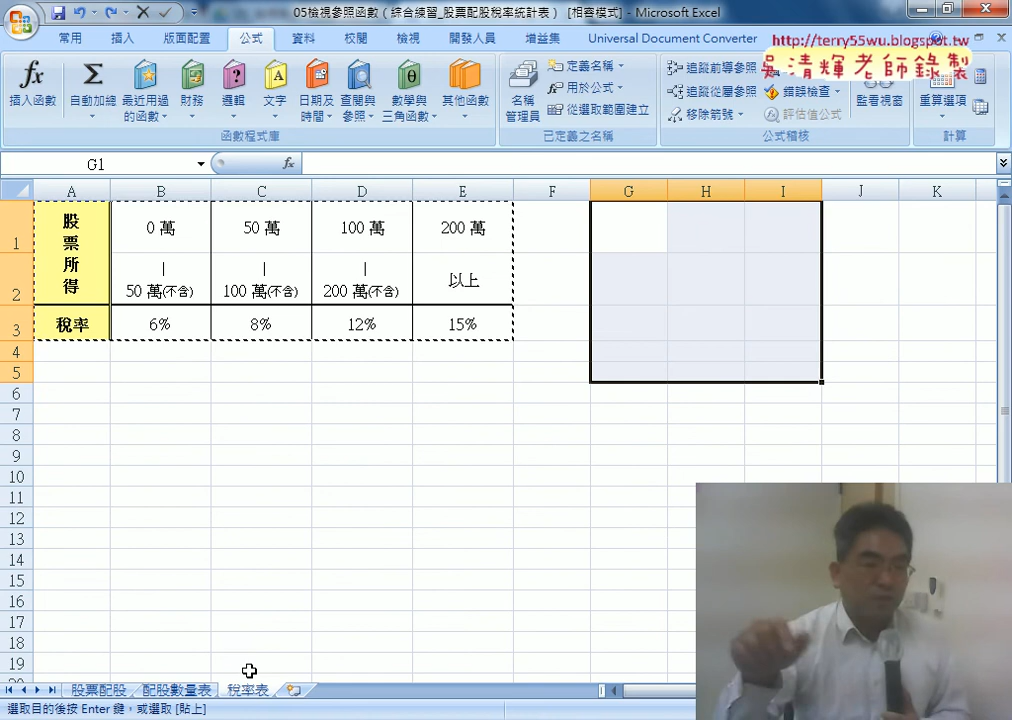 05檢視參照函數（綜合練習_股票配股稅率統計表） [相容模式] - Microsoft Excel
常用 插入 版面配置 公式 資料 校閱 檢視 開發人員 增益集 Universal Document Converter
http://terry55wu.blogspot.tw
吳清輝老師錄製
插入函數 自動加總 最近用過的函數 財務 邏輯 文字 日期及時間 查閱與參照 數學與三角函數 其他函數
名稱管理員 定義名稱 用於公式 從選取範圍建立
追蹤前導參照 追蹤從屬參照 移除箭號 錯誤檢查 評估值公式 監看視窗 重算選項
函數程式庫 已定義之名稱 公式稽核 計算
G1 fx
A B C D E F G H I J K
1 股票所得 0 萬 50 萬 100 萬 200 萬
2 | 50 萬(不含) | 100 萬(不含) | 200 萬(不含) 以上
3 稅率 6% 8% 12% 15%
4
5
6
7
8
9
10
11
12
13
14
15
16
17
18
19
股票配股 配股數量表 稅率表
選取目的後按 Enter 鍵，或選取 [貼上]